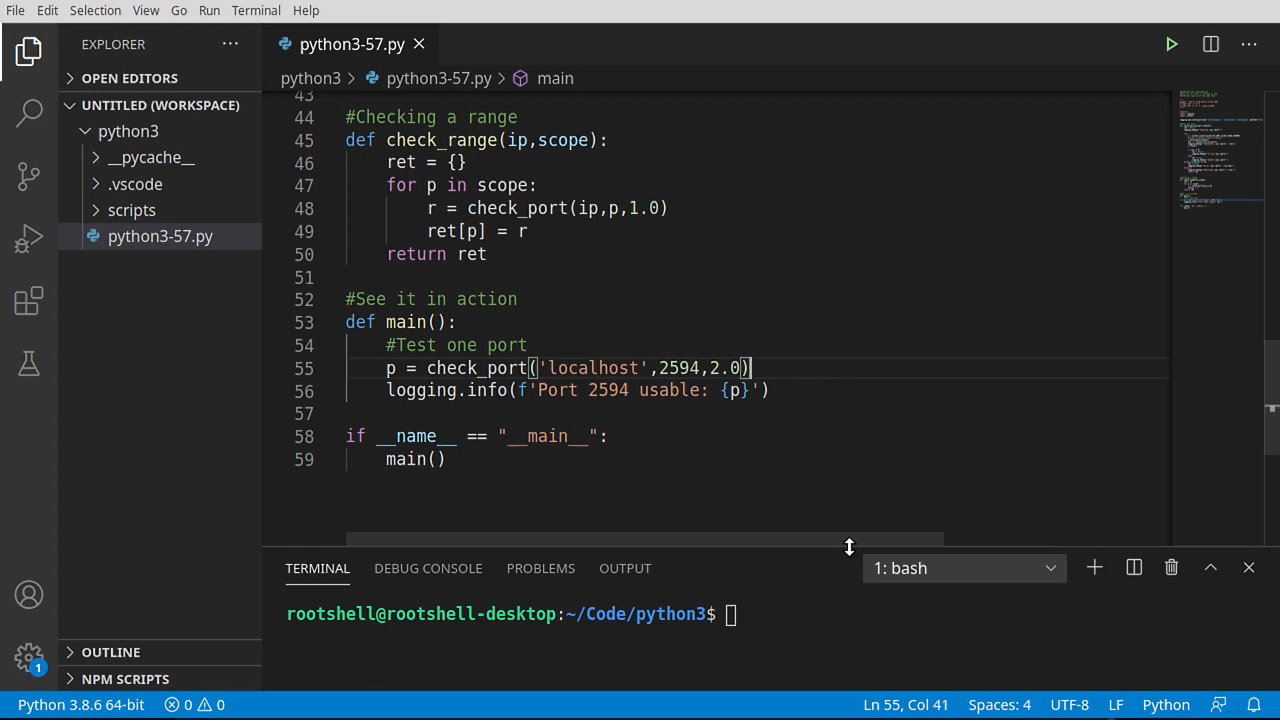 File Edit Selection View Go Run Terminal Help
EXPLORER
OPEN EDITORS
UNTITLED (WORKSPACE)
python3
__pycache__
.vscode
scripts
python3-57.py
OUTLINE
NPM SCRIPTS
1
python3-57.py
python3 > python3-57.py > main
43
44 #Checking a range
45 def check_range(ip,scope):
46 ret = {}
47 for p in scope:
48 r = check_port(ip,p,1.0)
49 ret[p] = r
50 return ret
51
52 #See it in action
53 def main():
54 #Test one port
55 p = check_port('localhost',2594,2.0)
56 logging.info(f'Port 2594 usable: {p}')
57
58 if __name__ == "__main__":
59 main()
TERMINAL DEBUG CONSOLE PROBLEMS OUTPUT 1: bash
rootshell@rootshell-desktop:~/Code/python3$
Python 3.8.6 64-bit 0 0 Ln 55, Col 41 Spaces: 4 UTF-8 LF Python